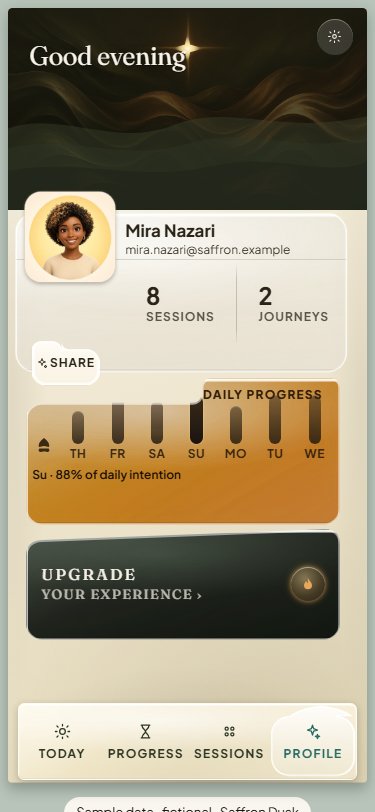 Good evening
Mira Nazari
mira.nazari@saffron.example
8
SESSIONS
2
JOURNEYS
SHARE
DAILY PROGRESS
TH FR SA SU MO TU WE
Su · 88% of daily intention
UPGRADE
YOUR EXPERIENCE ›
TODAY PROGRESS SESSIONS PROFILE
Sample data · fictional · Saffron Dusk